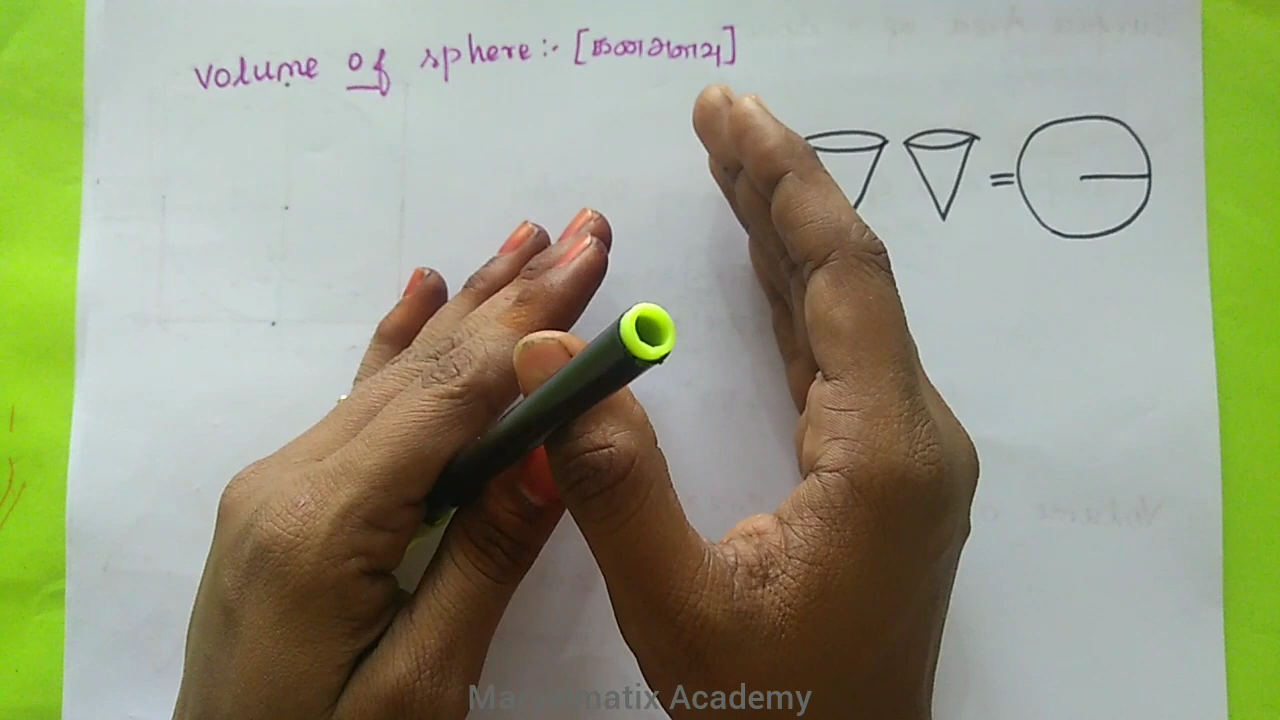 volume of sphere:- [கனஅளவு]
=
Mathematix Academy